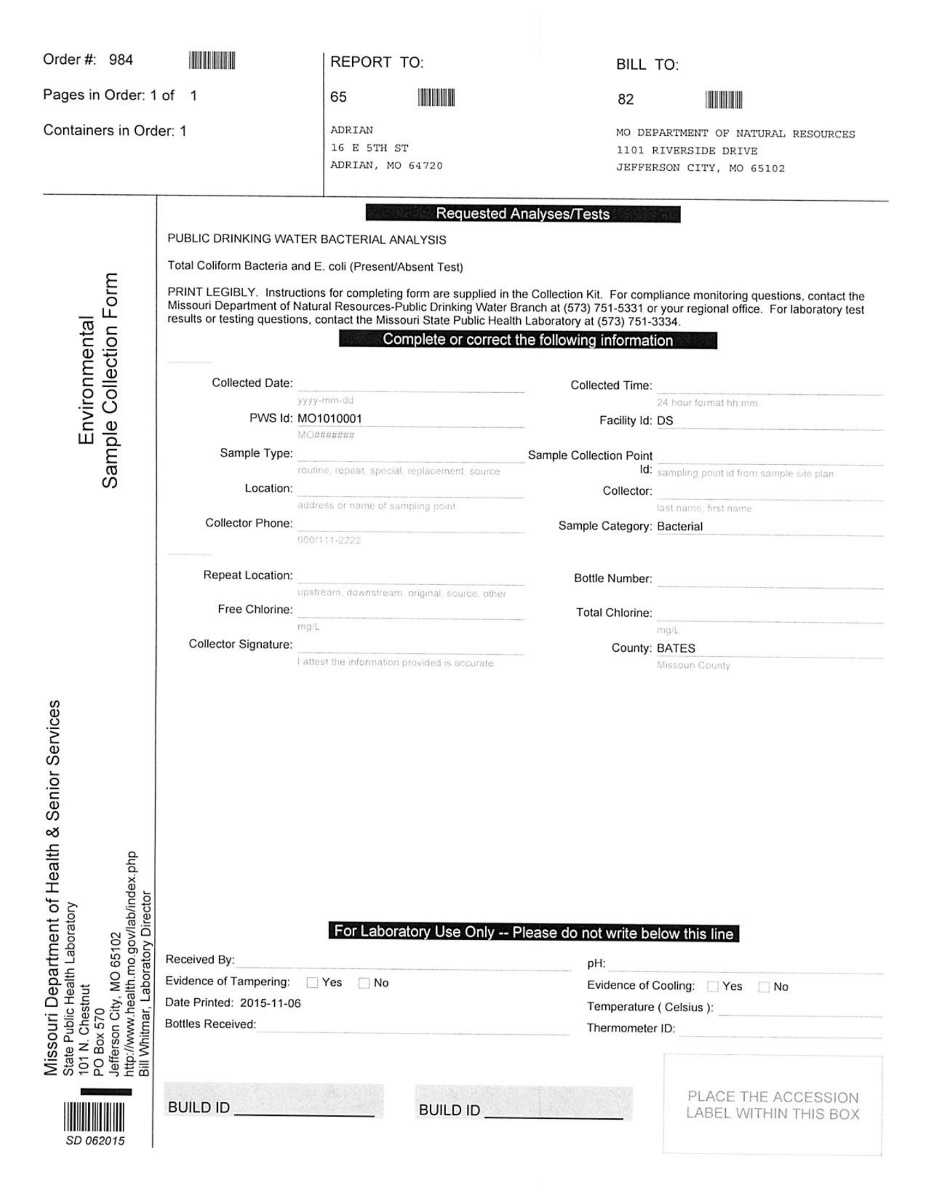 Order #: 984
Pages in Order: 1 of 1
Containers in Order: 1
REPORT TO:
65
ADRIAN
16 E 5TH ST
ADRIAN, MO 64720
BILL TO:
82
MO DEPARTMENT OF NATURAL RESOURCES
1101 RIVERSIDE DRIVE
JEFFERSON CITY, MO 65102
Environmental
Sample Collection Form
Requested Analyses/Tests
PUBLIC DRINKING WATER BACTERIAL ANALYSIS
Total Coliform Bacteria and E. coli (Present/Absent Test)
PRINT LEGIBLY. Instructions for completing form are supplied in the Collection Kit. For compliance monitoring questions, contact the
Missouri Department of Natural Resources-Public Drinking Water Branch at (573) 751-5331 or your regional office. For laboratory test
results or testing questions, contact the Missouri State Public Health Laboratory at (573) 751-3334.
Complete or correct the following information
Collected Date:
yyyy-mm-dd
Collected Time:
24 hour format hh mm
PWS Id: MO1010001
MO#######
Facility Id: DS
Sample Type:
routine, repeat, special, replacement, source
Sample Collection Point
Id: sampling point id from sample site plan
Location:
address or name of sampling point
Collector:
last name, first name
Collector Phone:
000/111-2222
Sample Category: Bacterial
Repeat Location:
upstream, downstream, original, source, other
Bottle Number:
Free Chlorine:
mg/L
Total Chlorine:
mg/L
Collector Signature:
I attest the information provided is accurate.
County: BATES
Missouri County
Missouri Department of Health & Senior Services
State Public Health Laboratory
101 N. Chestnut
PO Box 570
Jefferson City, MO 65102
http://www.health.mo.gov/lab/index.php
Bill Whitmar, Laboratory Director
SD 062015
For Laboratory Use Only -- Please do not write below this line
Received By:
pH:
Evidence of Tampering: Yes No
Evidence of Cooling: Yes No
Date Printed: 2015-11-06
Temperature ( Celsius ):
Bottles Received:
Thermometer ID:
BUILD ID
BUILD ID
PLACE THE ACCESSION
LABEL WITHIN THIS BOX